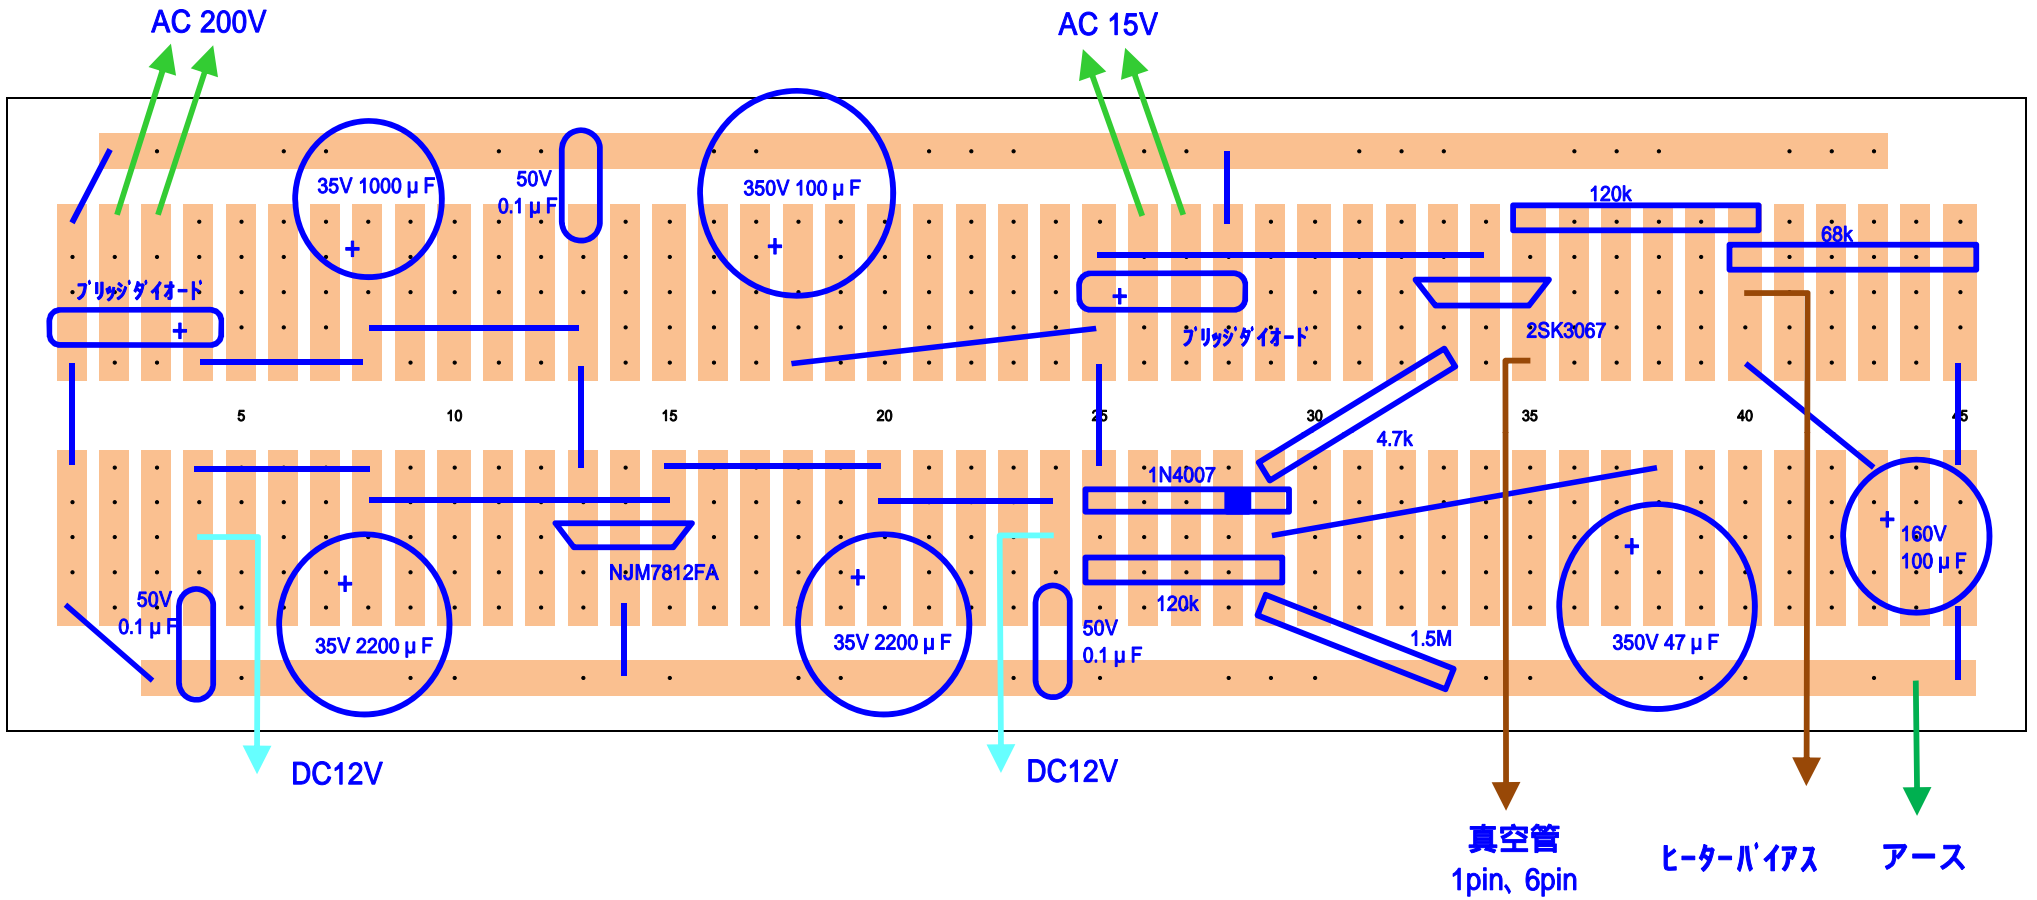 AC 200V
AC 15V
35V 1000μF
50V
0.1μF
350V 100μF
120k
68k
ﾌﾞﾘｯｼﾞﾀﾞｲｵｰﾄﾞ
+
+
+
+
ﾌﾞﾘｯｼﾞﾀﾞｲｵｰﾄﾞ
2SK3067
5
10
15
20
25
30
35
40
45
4.7k
1N4007
NJM7812FA
120k
1.5M
+
+
+
+
160V
100μF
50V
0.1μF
35V 2200μF
35V 2200μF
50V
0.1μF
350V 47μF
DC12V
DC12V
真空管
1pin、6pin
ﾋｰﾀｰﾊﾞｲｱｽ
アース